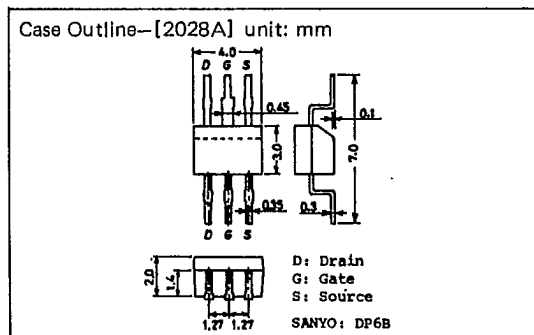 Case Outline–[2028A] unit: mm
4.0
D G S
0.45
0.1
3.0
7.0
0.35
0.3
D G S
2.0
1.4
D: Drain
G: Gate
S: Source
1.27 1.27
SANYO: DP6B